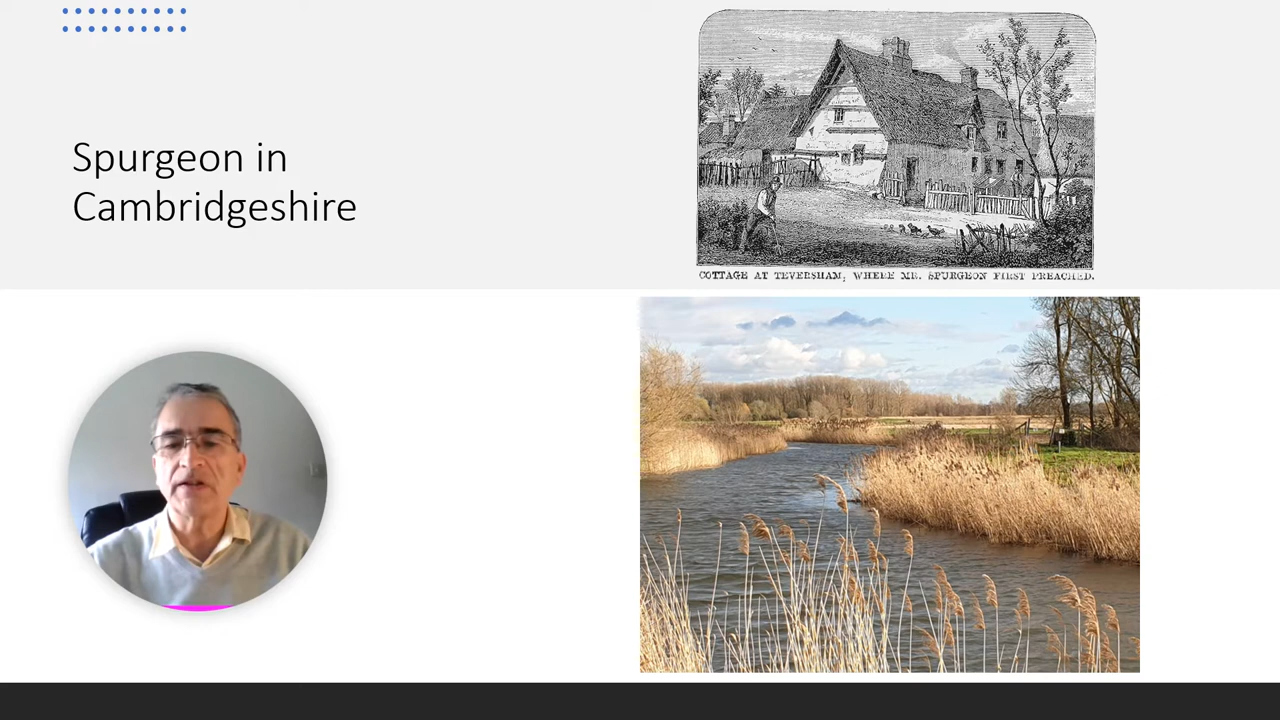 Spurgeon in
Cambridgeshire
COTTAGE AT TEVERSHAM, WHERE MR. SPURGEON FIRST PREACHED.